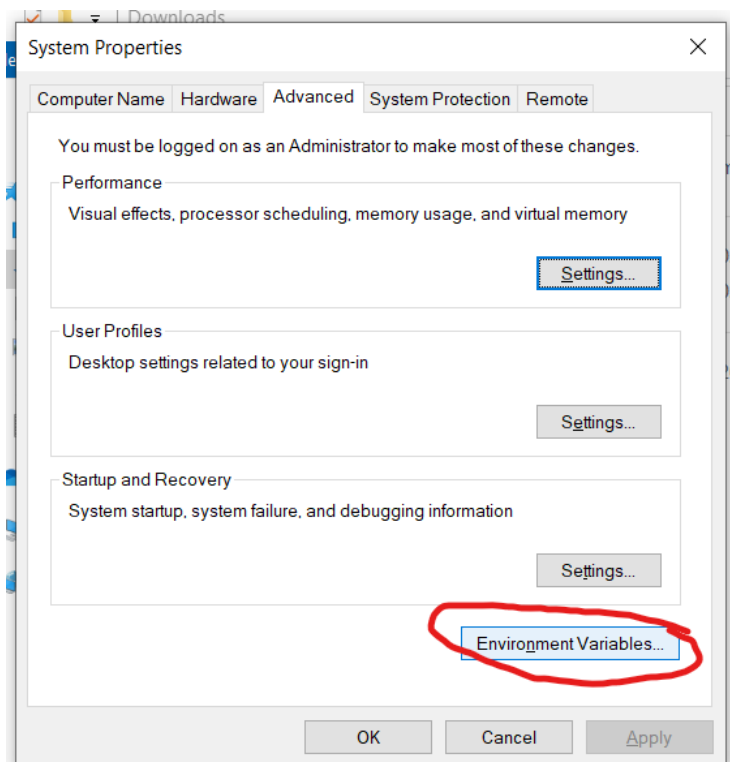 Downloads
System Properties
Computer Name Hardware Advanced System Protection Remote
You must be logged on as an Administrator to make most of these changes.
Performance
Visual effects, processor scheduling, memory usage, and virtual memory
Settings...
User Profiles
Desktop settings related to your sign-in
Settings...
Startup and Recovery
System startup, system failure, and debugging information
Settings...
Environment Variables...
OK Cancel Apply